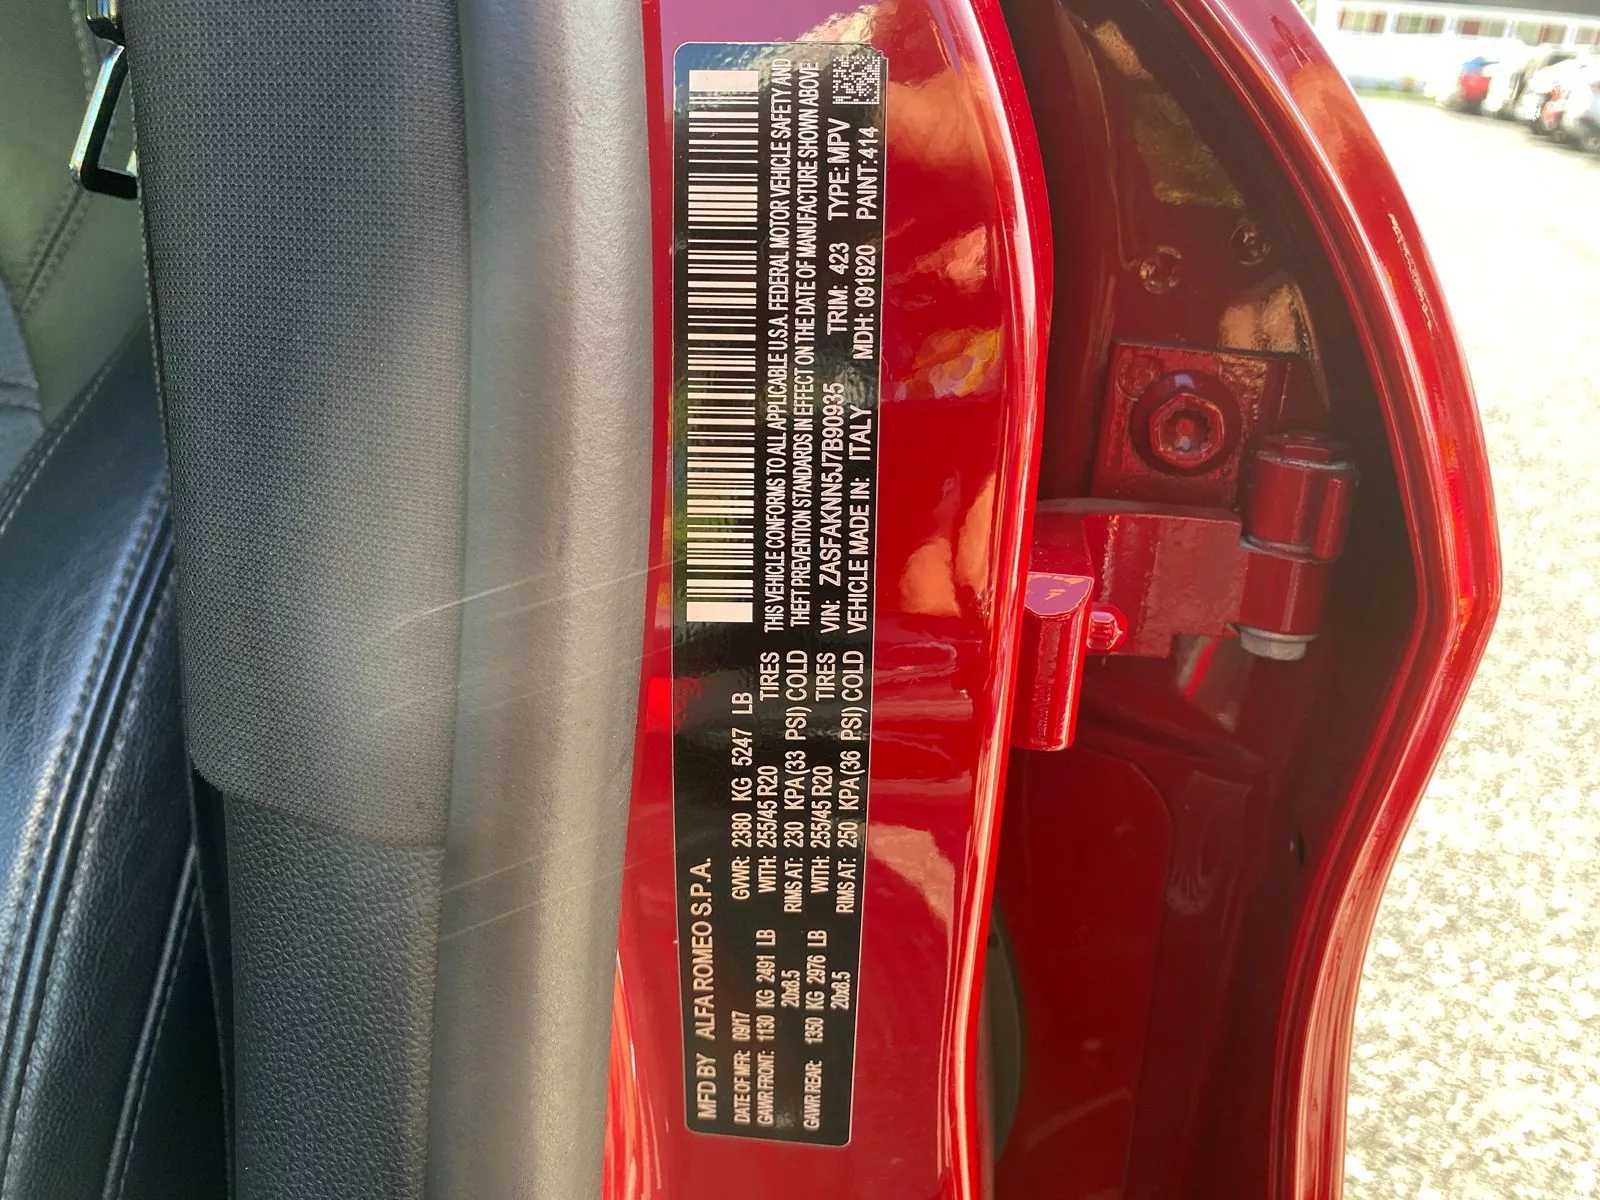 MFD BY ALFA ROMEO S.P.A.
DATE OF MFR: 09/17 GVWR: 2380 KG 5247 LB
GAWR FRONT: 1130 KG 2491 LB WITH: 255/45 R20 TIRES
20x8.5 RIMS AT: 230 KPA(33 PSI) COLD
GAWR REAR: 1350 KG 2976 LB WITH: 255/45 R20 TIRES
20x8.5 RIMS AT: 250 KPA(36 PSI) COLD
THIS VEHICLE CONFORMS TO ALL APPLICABLE U.S.A. FEDERAL MOTOR VEHICLE SAFETY AND
THEFT PREVENTION STANDARDS IN EFFECT ON THE DATE OF MANUFACTURE SHOWN ABOVE
VIN: ZASFAKNN5J7B90935 TRIM: 423 TYPE: MPV
VEHICLE MADE IN: ITALY MDH: 091920 PAINT: 414